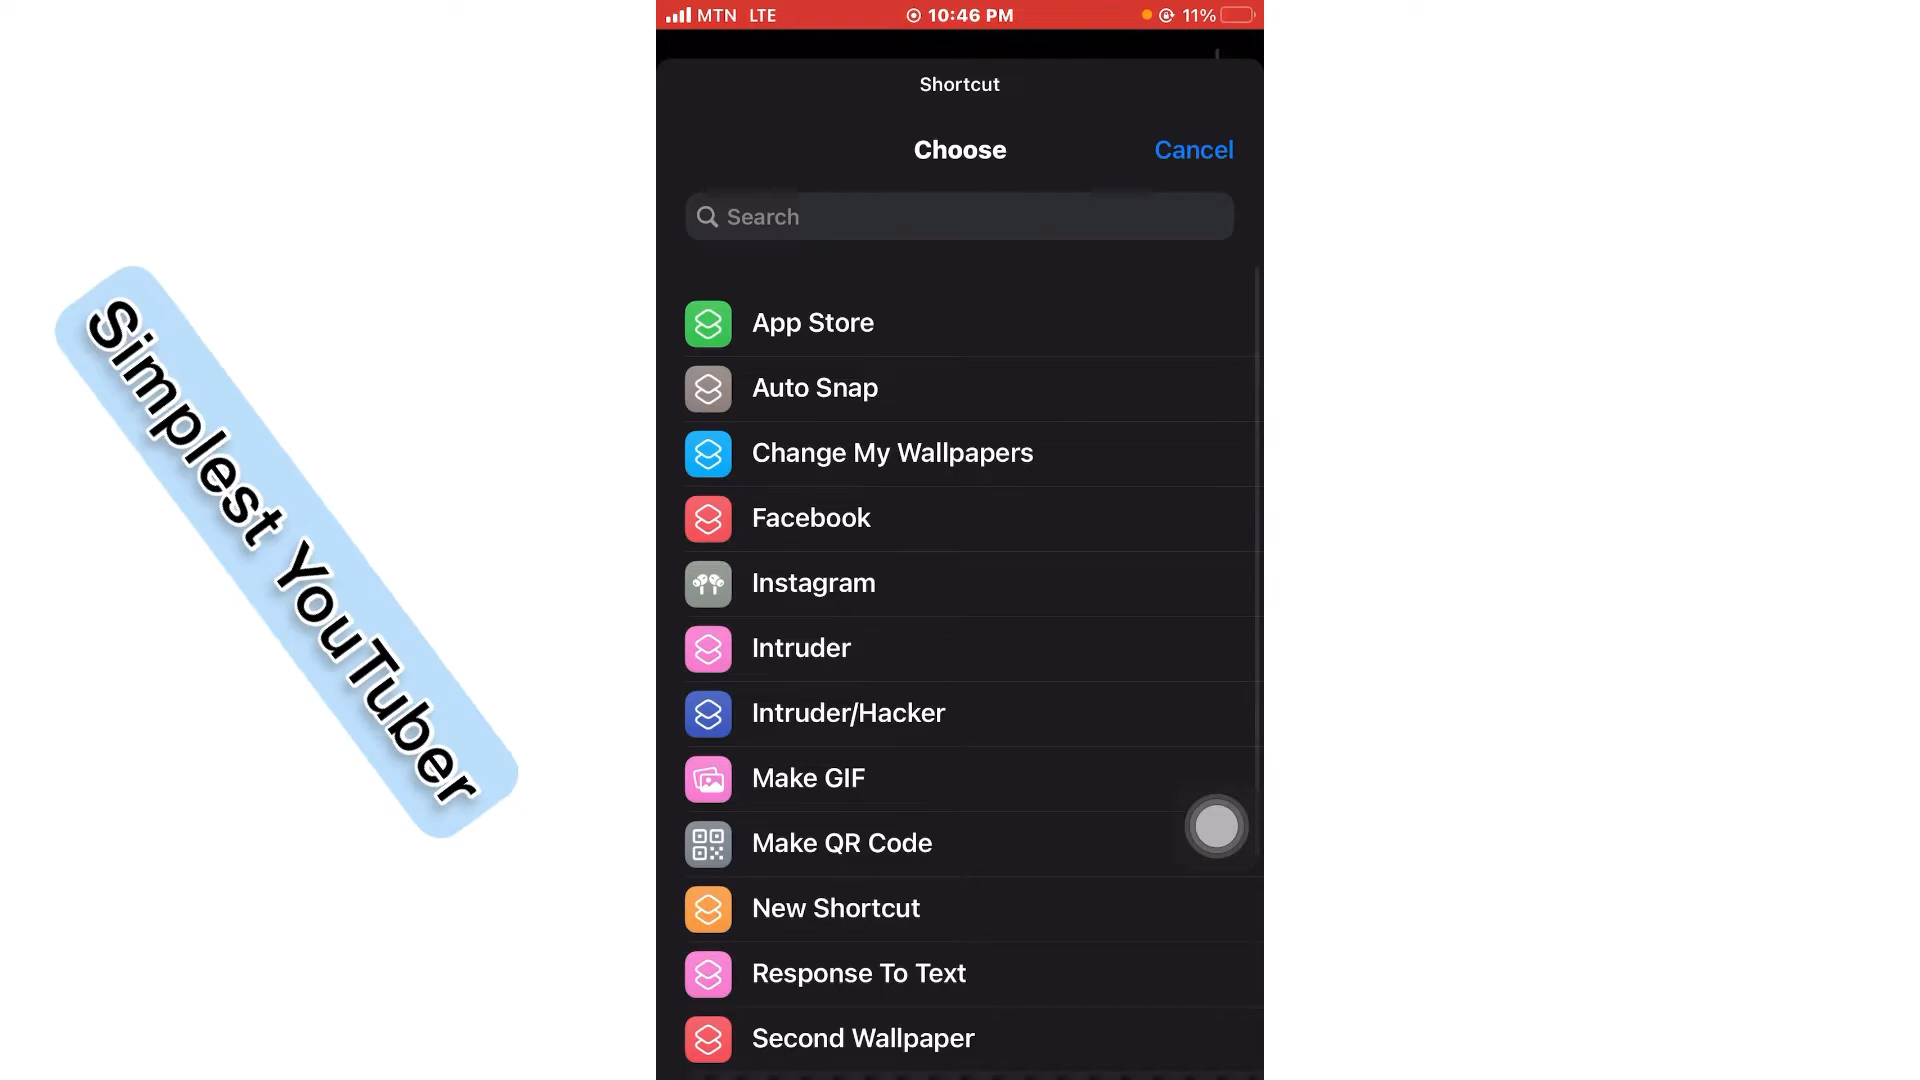 MTN LTE 10:46 PM 11%
Shortcut
Choose Cancel
Search
App Store
Auto Snap
Change My Wallpapers
Facebook
Instagram
Intruder
Intruder/Hacker
Make GIF
Make QR Code
New Shortcut
Response To Text
Second Wallpaper
Simplest YouTuber